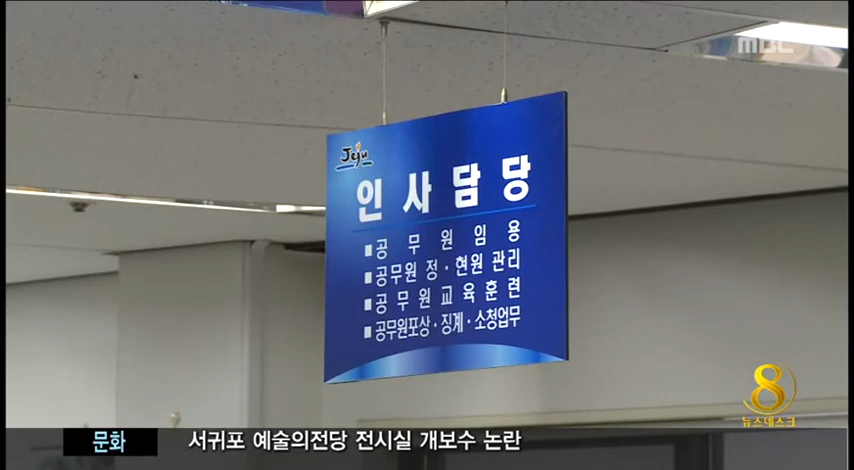 MBC
Jeju
인사담당
■공무원임용
■공무원 정·현원 관리
■공무원교육훈련
■공무원포상·징계·소청업무
8
뉴스데스크
문화 서귀포 예술의전당 전시실 개보수 논란